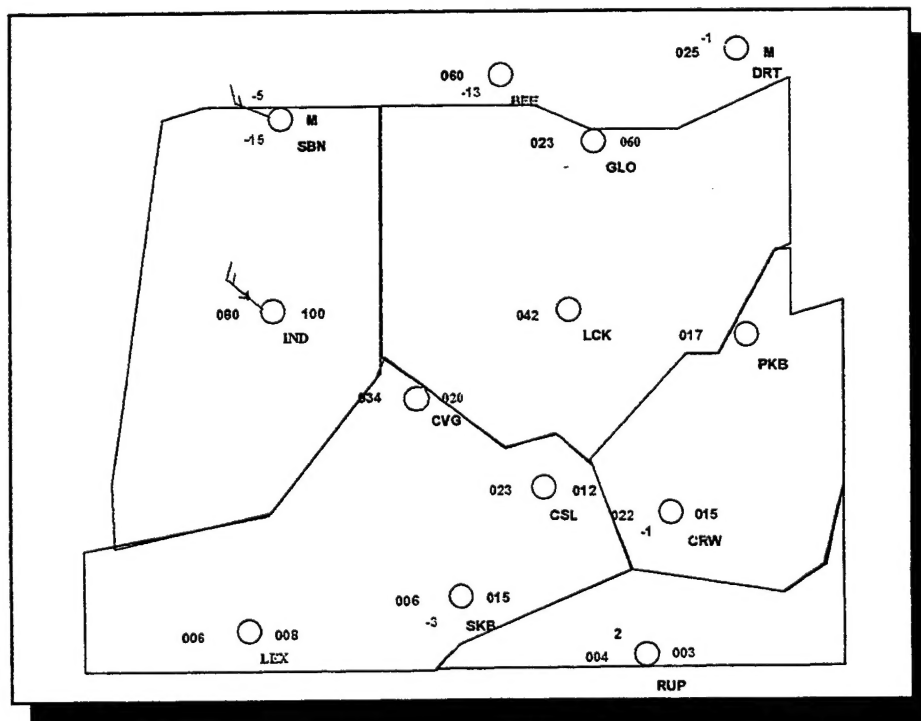 -1
025 M
DRT
060
-13
BEE
-5
M
-15
SBN
023 060
GLO
080 100
IND
042
LCK
017
PKB
034 020
CVG
023 012
CSL
022 015
-1
CRW
006 015
-3
SKB
006 008
LEX
2
004 003
RUP